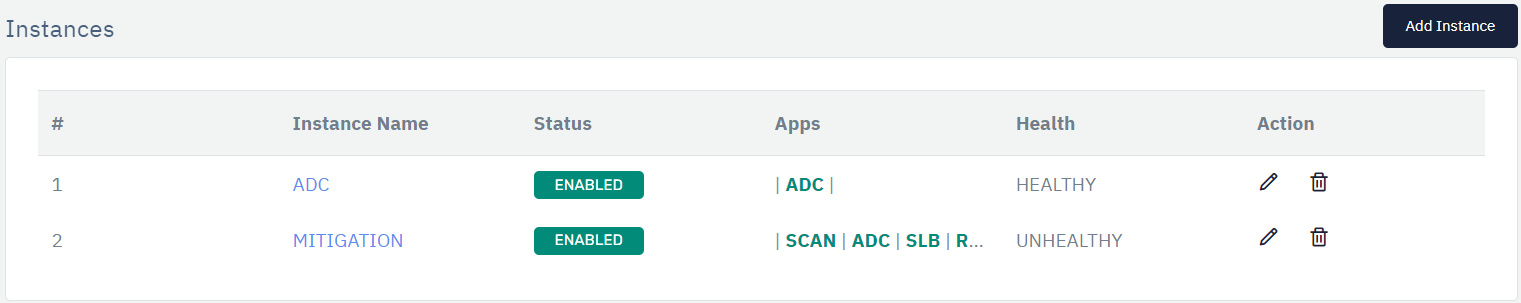 Instances
Add Instance
# Instance Name Status Apps Health Action
1 ADC ENABLED | ADC | HEALTHY
2 MITIGATION ENABLED | SCAN | ADC | SLB | R... UNHEALTHY